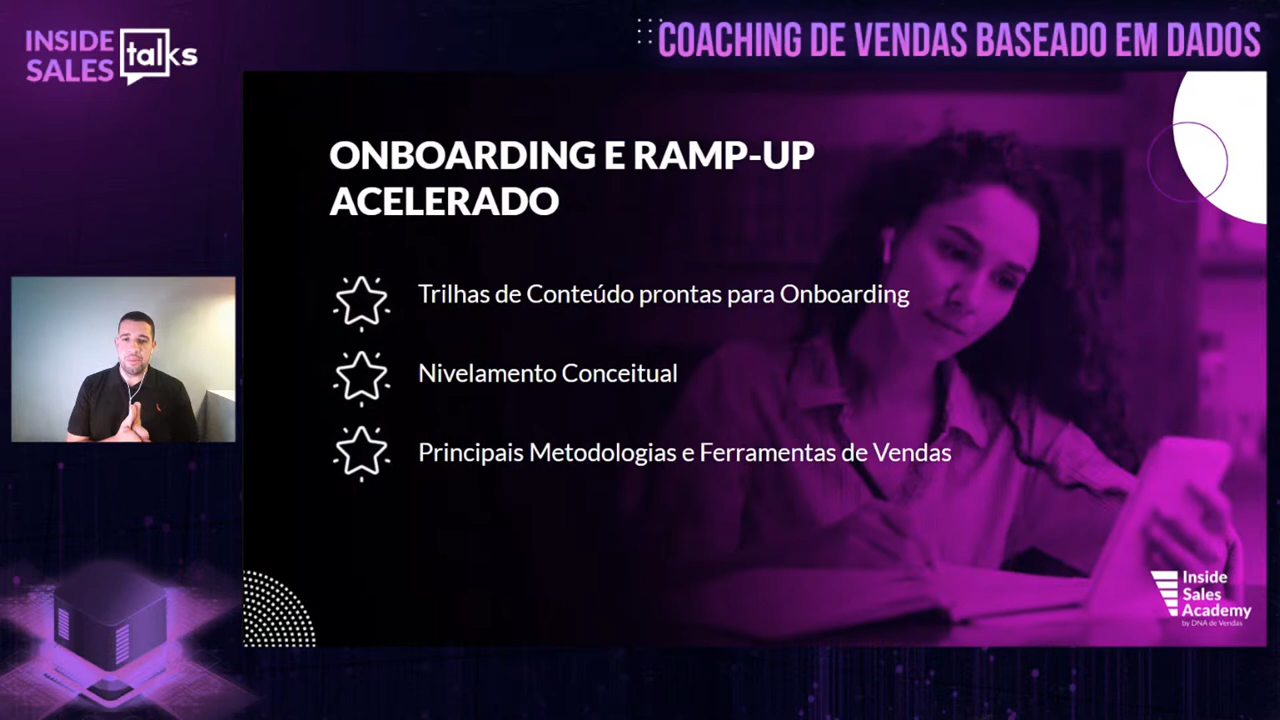 INSIDE
SALES
talks
COACHING DE VENDAS BASEADO EM DADOS
ONBOARDING E RAMP-UP
ACELERADO
Trilhas de Conteúdo prontas para Onboarding
Nivelamento Conceitual
Principais Metodologias e Ferramentas de Vendas
Inside
Sales
Academy
by DNA de Vendas